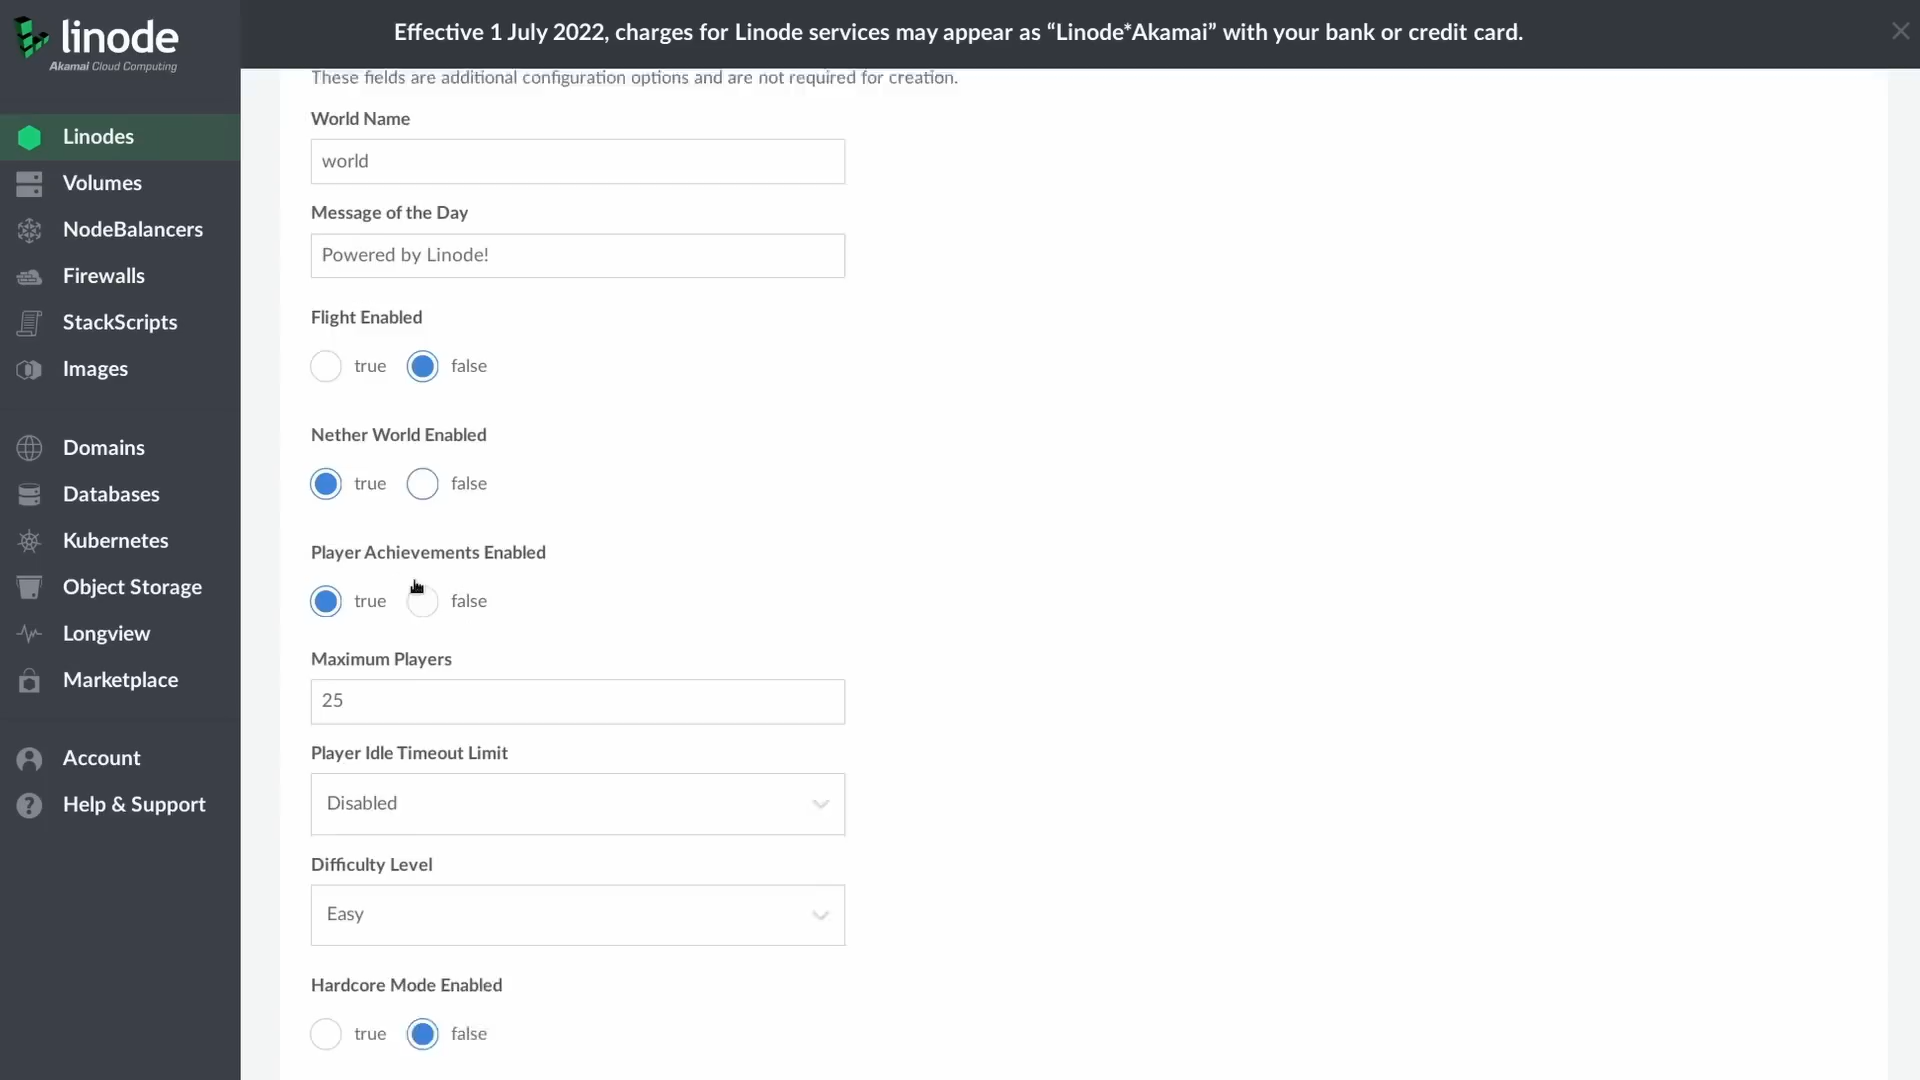 linode
Akamai Cloud Computing
Effective 1 July 2022, charges for Linode services may appear as “Linode*Akamai” with your bank or credit card.
Linodes
Volumes
NodeBalancers
Firewalls
StackScripts
Images
Domains
Databases
Kubernetes
Object Storage
Longview
Marketplace
Account
Help & Support
These fields are additional configuration options and are not required for creation.
World Name
world
Message of the Day
Powered by Linode!
Flight Enabled
true false
Nether World Enabled
true false
Player Achievements Enabled
true false
Maximum Players
25
Player Idle Timeout Limit
Disabled
Difficulty Level
Easy
Hardcore Mode Enabled
true false